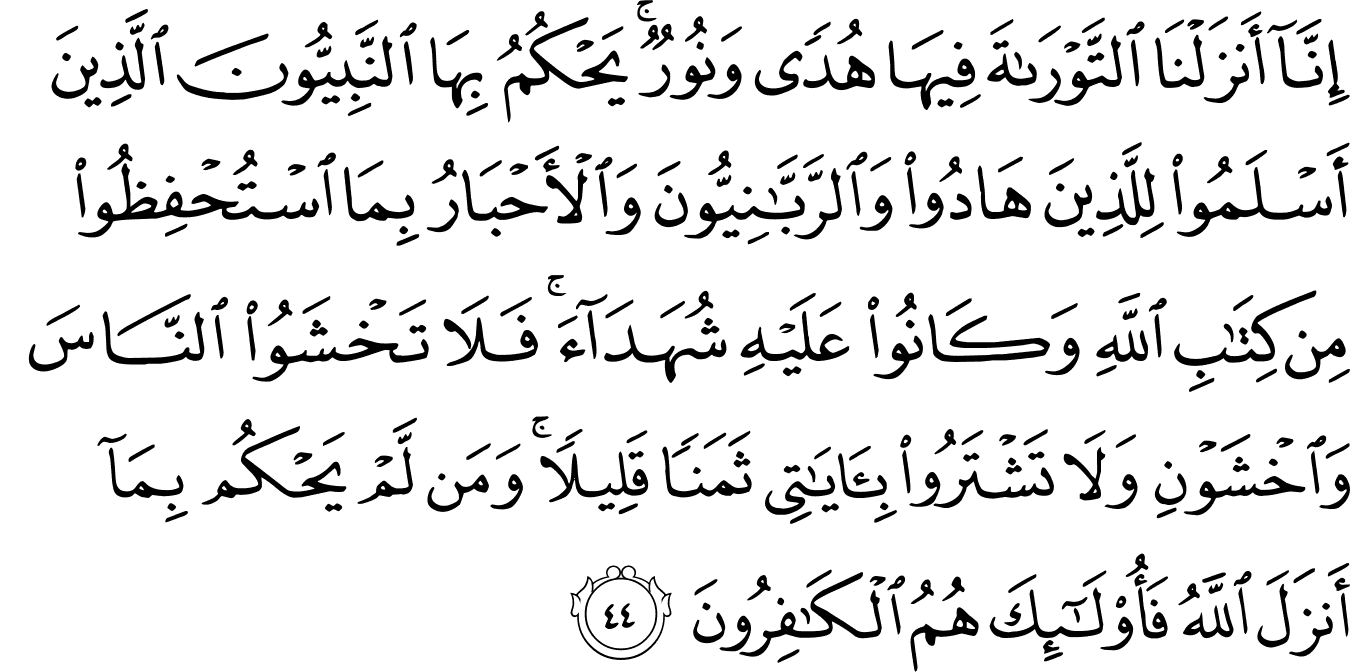 إِنَّآ أَنزَلْنَا ٱلتَّوْرَىٰةَ فِيهَا هُدًى وَنُورٌ ۚ يَحْكُمُ بِهَا ٱلنَّبِيُّونَ ٱلَّذِينَ
أَسْلَمُوا۟ لِلَّذِينَ هَادُوا۟ وَٱلرَّبَّـٰنِيُّونَ وَٱلْأَحْبَارُ بِمَا ٱسْتُحْفِظُوا۟
مِن كِتَـٰبِ ٱللَّهِ وَكَانُوا۟ عَلَيْهِ شُهَدَآءَ ۚ فَلَا تَخْشَوُا۟ ٱلنَّاسَ
وَٱخْشَوْنِ وَلَا تَشْتَرُوا۟ بِـَٔايَـٰتِى ثَمَنًا قَلِيلًا ۚ وَمَن لَّمْ يَحْكُم بِمَآ
أَنزَلَ ٱللَّهُ فَأُو۟لَـٰٓئِكَ هُمُ ٱلْكَـٰفِرُونَ ٤٤